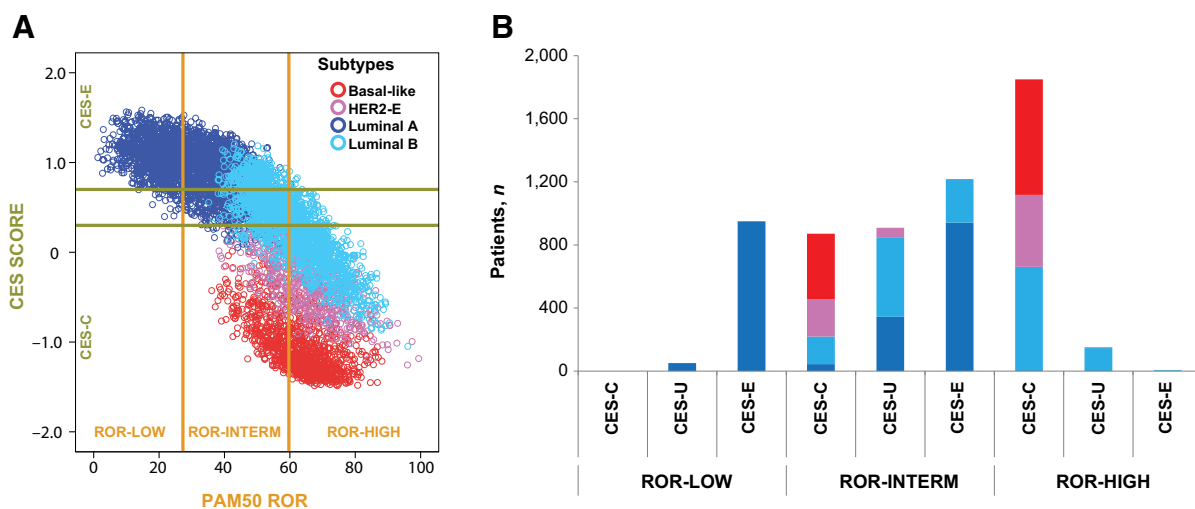 A
CES SCORE
2.0
1.0
0
−1.0
−2.0
CES-E
CES-C
Subtypes
Basal-like
HER2-E
Luminal A
Luminal B
ROR-LOW
ROR-INTERM
ROR-HIGH
0
20
40
60
80
100
PAM50 ROR
B
Patients, n
2,000
1,600
1,200
800
400
0
CES-C
CES-U
CES-E
CES-C
CES-U
CES-E
CES-C
CES-U
CES-E
ROR-LOW
ROR-INTERM
ROR-HIGH